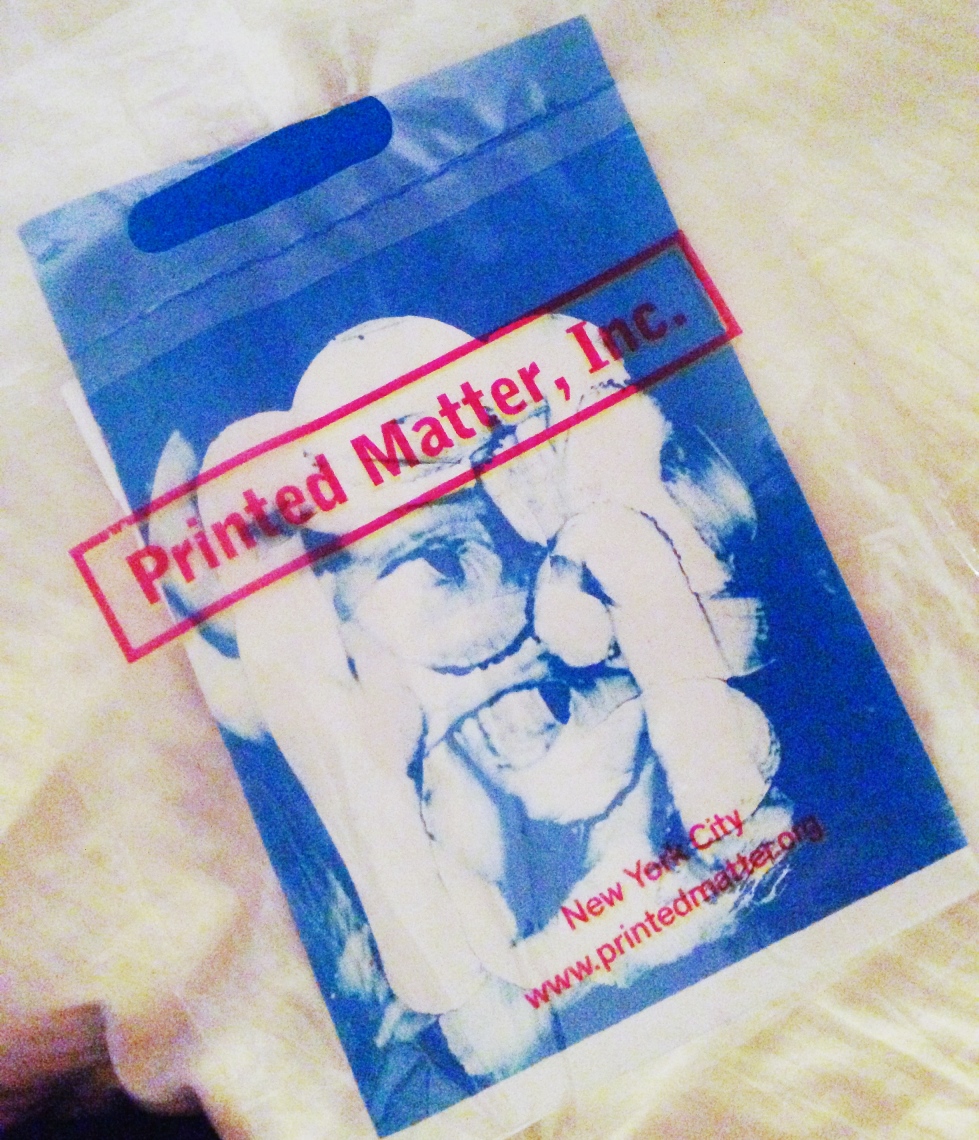 Printed Matter, Inc.
New York City
www.printedmatter.org